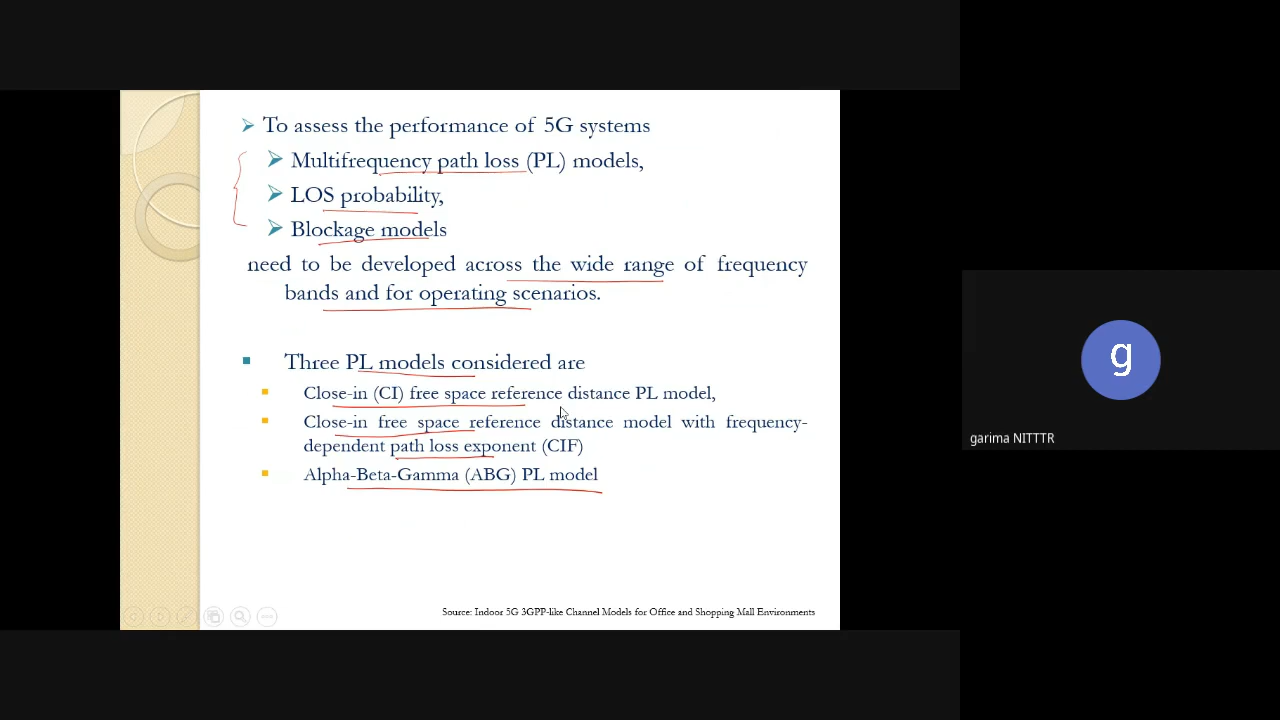 To assess the performance of 5G systems
Multifrequency path loss (PL) models,
LOS probability,
Blockage models
need to be developed across the wide range of frequency
bands and for operating scenarios.
Three PL models considered are
Close-in (CI) free space reference distance PL model,
Close-in free space reference distance model with frequency-
dependent path loss exponent (CIF)
Alpha-Beta-Gamma (ABG) PL model
Source: Indoor 5G 3GPP-like Channel Models for Office and Shopping Mall Environments
g
garima NITTTR